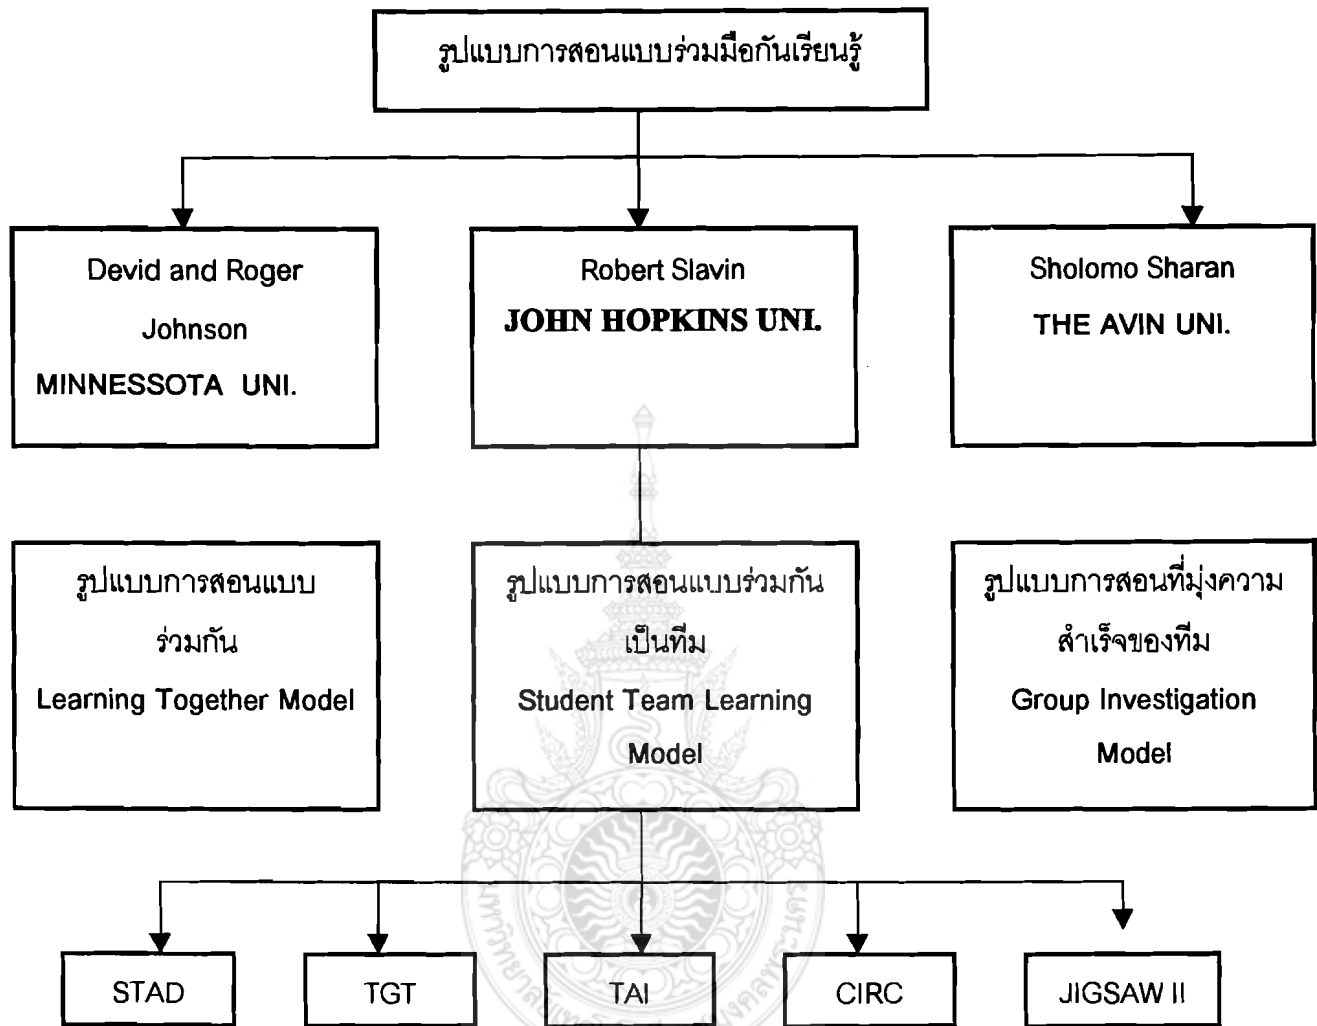 รูปแบบการสอนแบบร่วมมือกันเรียนรู้
Devid and Roger
Johnson
MINNESSOTA UNI.
Robert Slavin
JOHN HOPKINS UNI.
Sholomo Sharan
THE AVIN UNI.
รูปแบบการสอนแบบ
ร่วมกัน
Learning Together Model
รูปแบบการสอนแบบร่วมกัน
เป็นทีม
Student Team Learning
Model
รูปแบบการสอนที่มุ่งความ
สำเร็จของทีม
Group Investigation
Model
STAD
TGT
TAI
CIRC
JIGSAW II